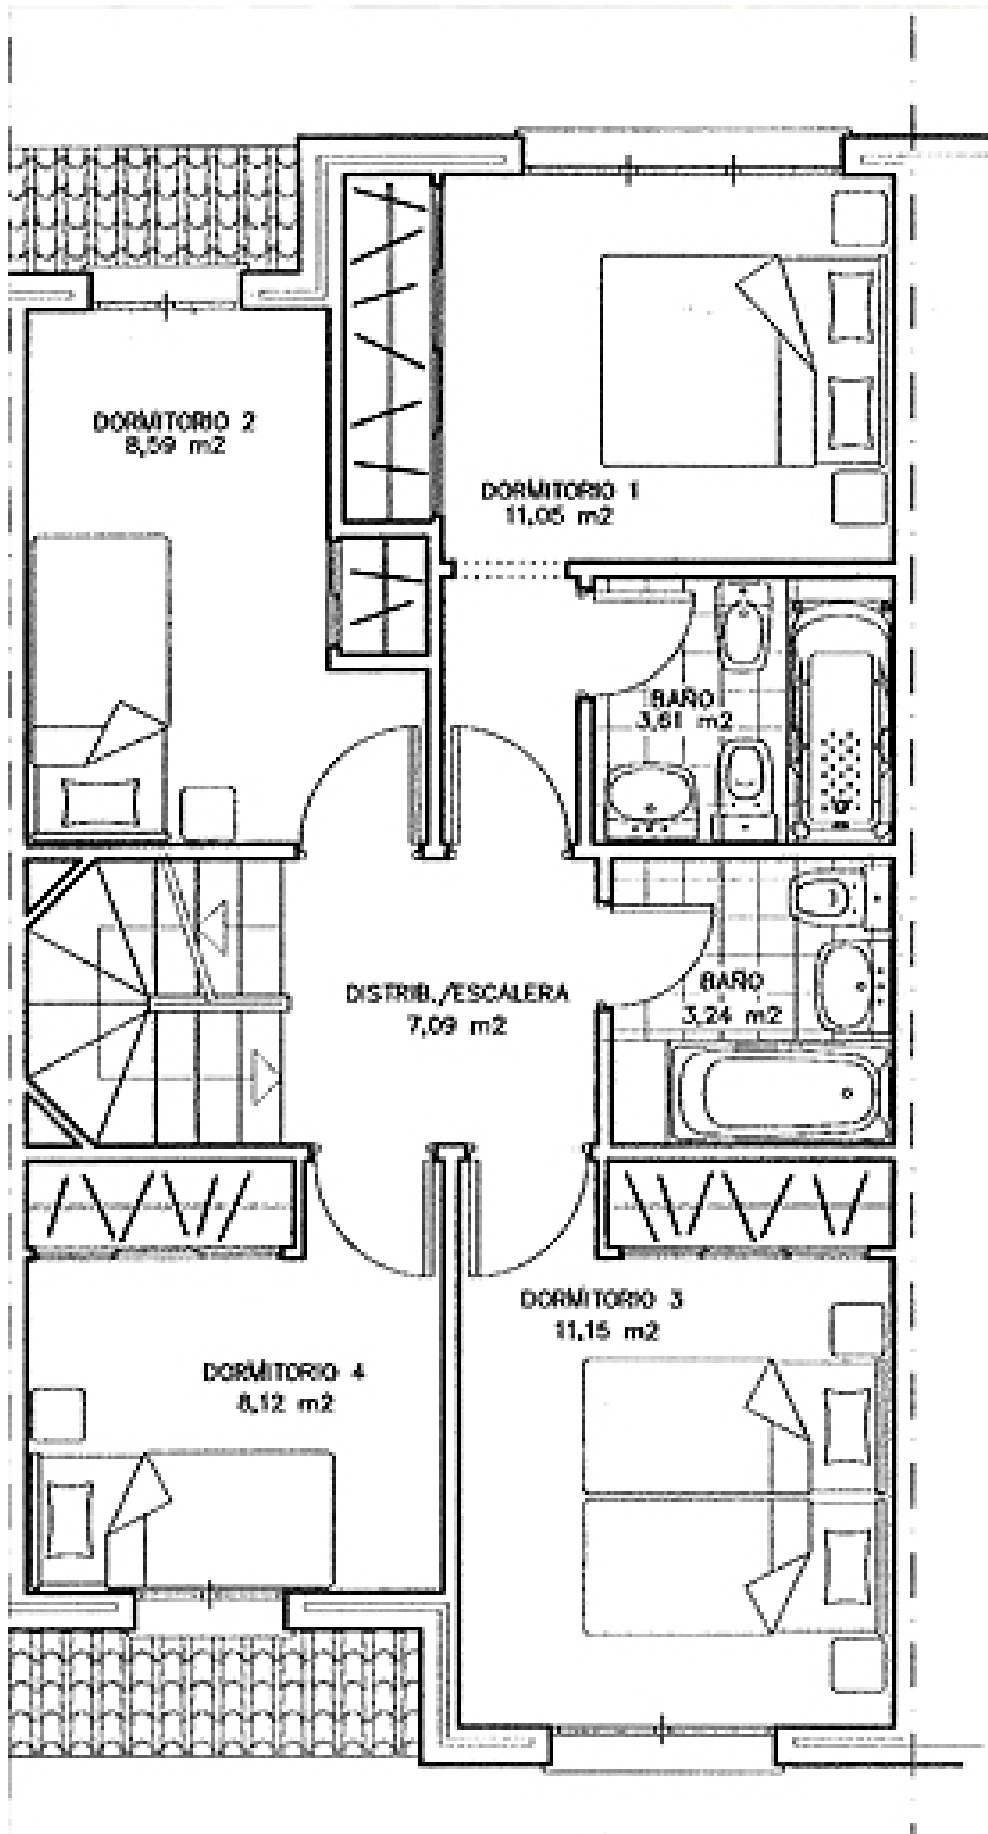 DORMITORIO 2
8,59 m2
DORMITORIO 1
11,05 m2
BAÑO
3,61 m2
DISTRIB./ESCALERA
7,09 m2
BAÑO
3,24 m2
DORMITORIO 3
11,15 m2
DORMITORIO 4
8,12 m2